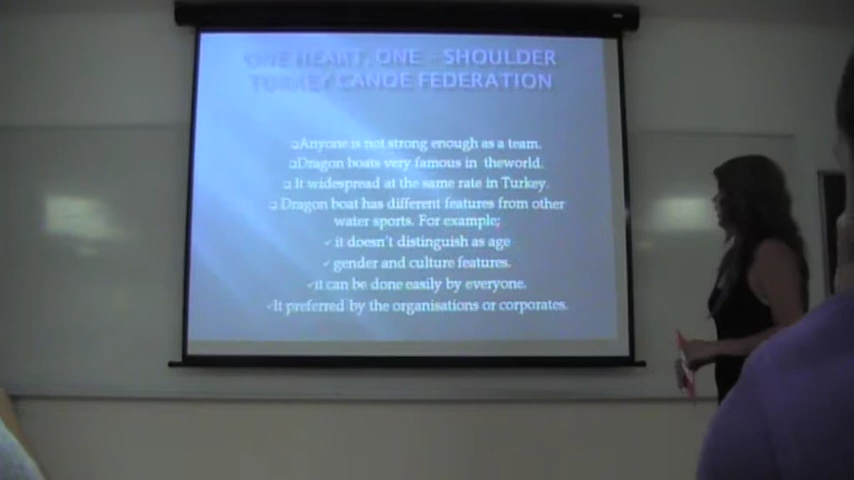 ONE HEART, ONE - SHOULDER
TURKEY CANOE FEDERATION
Anyone is not strong enough as a team.
Dragon boats very famous in theworld.
It widespread at the same rate in Turkey.
Dragon boat has different features from other
water sports. For example;
✓ it doesn't distinguish as age
✓ gender and culture features.
✓it can be done easily by everyone.
✓It preferred by the organisations or corporates.